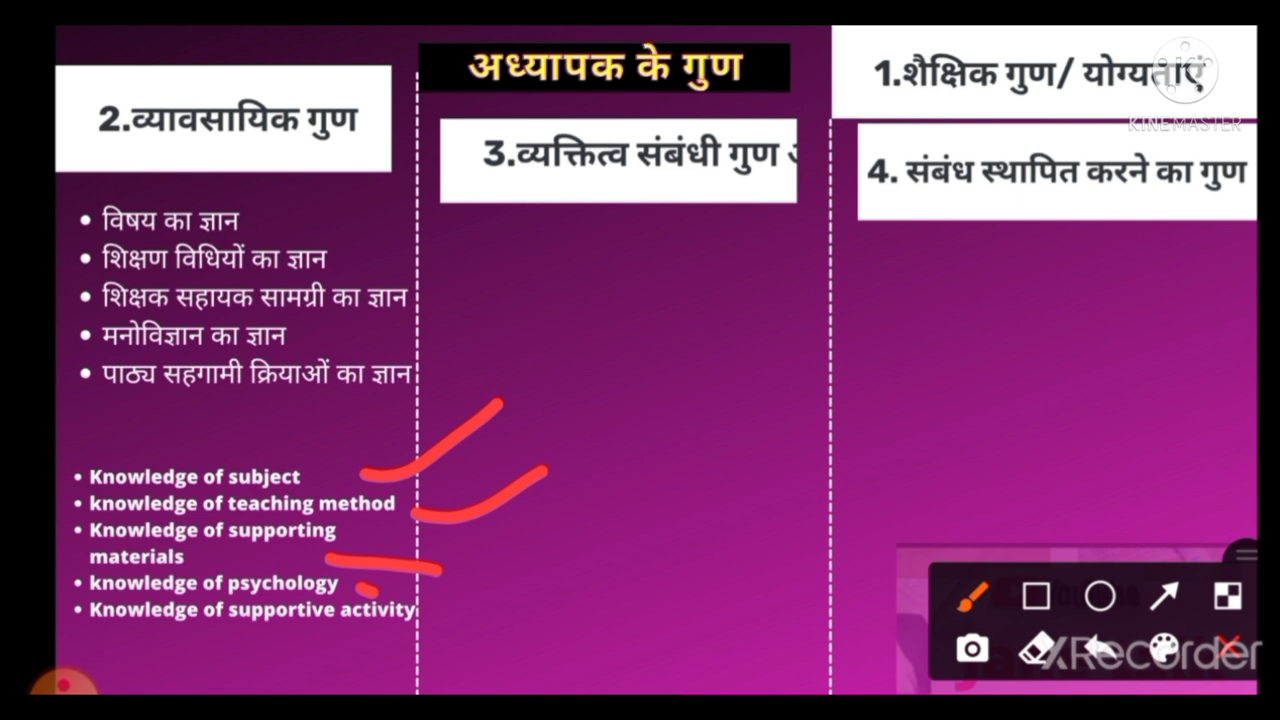 अध्यापक के गुण
1.शैक्षिक गुण/ योग्यताएं
KINEMASTER
2.व्यावसायिक गुण
3.व्यक्तित्व संबंधी गुण
4. संबंध स्थापित करने का गुण
• विषय का ज्ञान
• शिक्षण विधियों का ज्ञान
• शिक्षक सहायक सामग्री का ज्ञान
• मनोविज्ञान का ज्ञान
• पाठ्य सहगामी क्रियाओं का ज्ञान
• Knowledge of subject
• knowledge of teaching method
• Knowledge of supporting
materials
• knowledge of psychology
• Knowledge of supportive activity
XRecorder